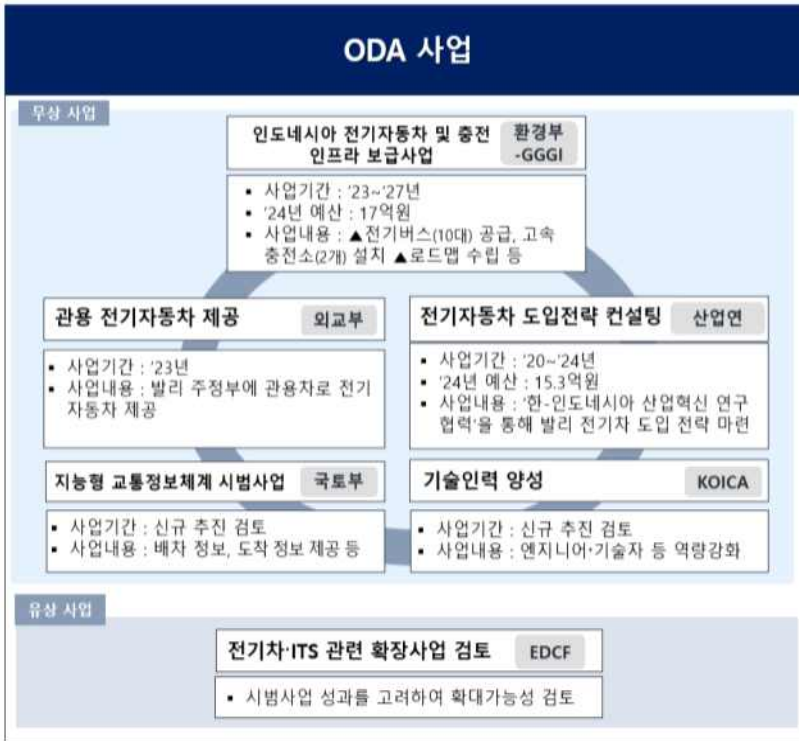 ODA 사업
무상 사업
인도네시아 전기자동차 및 충전
인프라 보급사업
환경부
-GGGI
▪ 사업기간 : '23~'27년
▪ '24년 예산 : 17억원
▪ 사업내용 : ▲전기버스(10대) 공급, 고속
충전소(2개) 설치 ▲로드맵 수립 등
관용 전기자동차 제공
외교부
▪ 사업기간 : '23년
▪ 사업내용 : 발리 주정부에 관용차로 전기
자동차 제공
전기자동차 도입전략 컨설팅
산업연
▪ 사업기간 : '20~'24년
▪ '24년 예산 : 15.3억원
▪ 사업내용 : '한-인도네시아 산업혁신 연구
협력'을 통해 발리 전기차 도입 전략 마련
지능형 교통정보체계 시범사업
국토부
▪ 사업기간 : 신규 추진 검토
▪ 사업내용 : 배차 정보, 도착 정보 제공 등
기술인력 양성
KOICA
▪ 사업기간 : 신규 추진 검토
▪ 사업내용 : 엔지니어·기술자 등 역량강화
유상 사업
전기차·ITS 관련 확장사업 검토
EDCF
▪ 시범사업 성과를 고려하여 확대가능성 검토